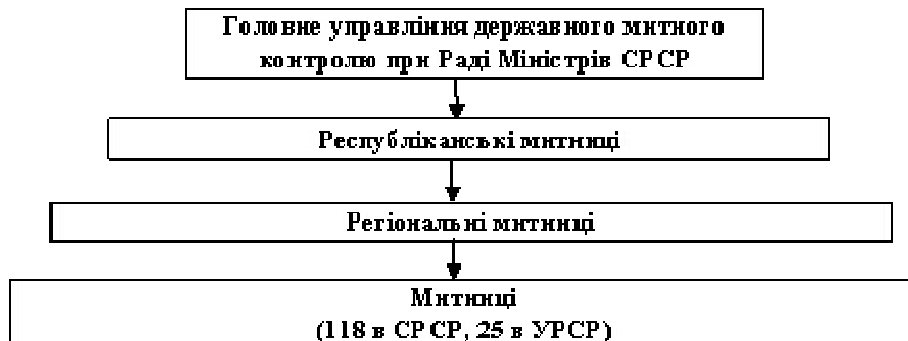 Головне управління державного митного
контролю при Раді Міністрів СРСР
Республіканські митниці
Регіональні митниці
Митниці
(118 в СРСР, 25 в УРСР)